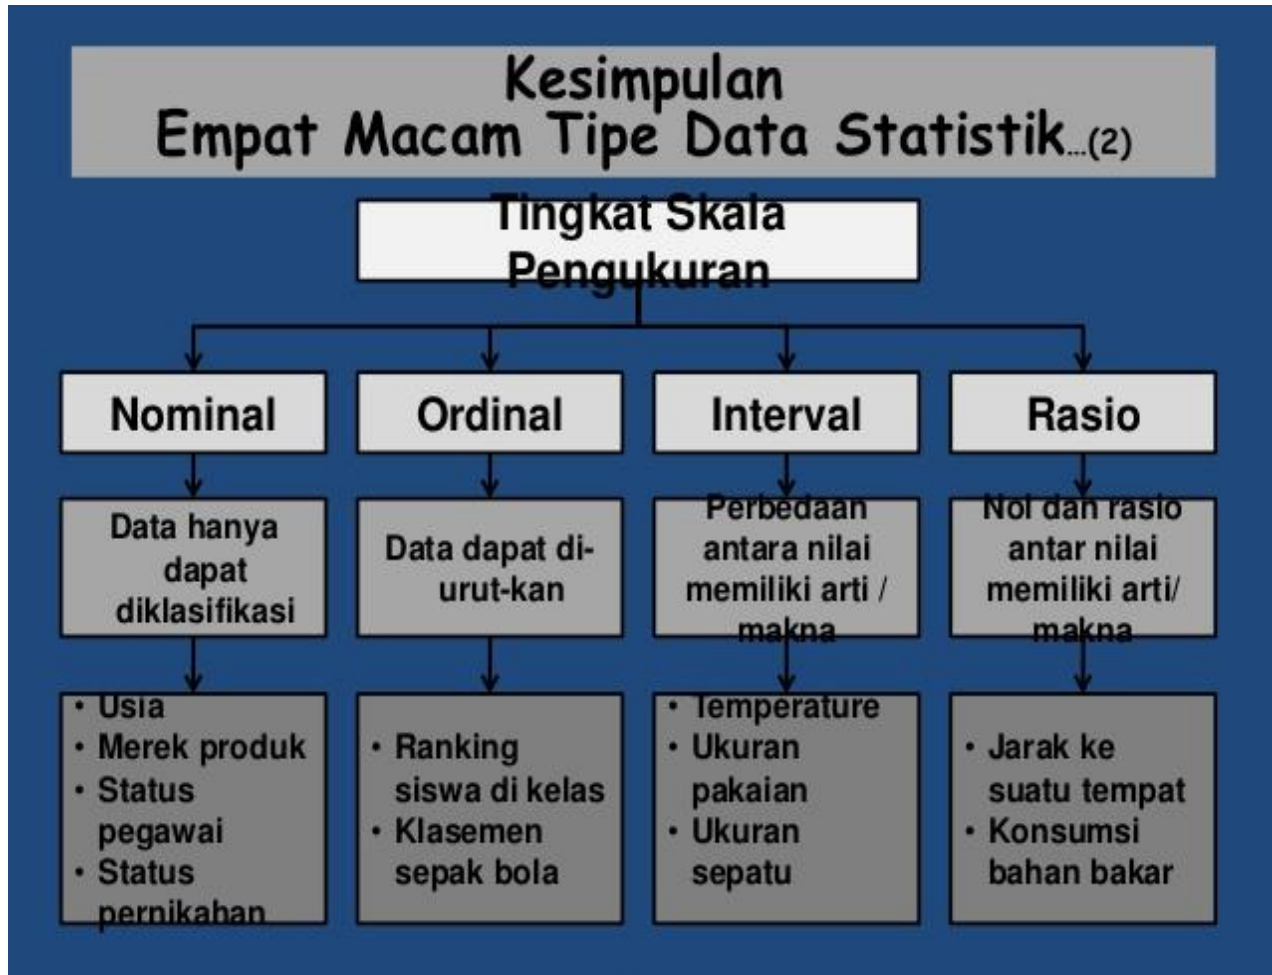 Kesimpulan
Empat Macam Tipe Data Statistik...(2)
Tingkat Skala
Pengukuran
Nominal
Ordinal
Interval
Rasio
Data hanya
dapat
diklasifikasi
Data dapat di-
urut-kan
Perbedaan
antara nilai
memiliki arti /
makna
Nol dan rasio
antar nilai
memiliki arti/
makna
• Usia
• Merek produk
• Status
pegawai
• Status
pernikahan
• Ranking
siswa di kelas
• Klasemen
sepak bola
• Temperature
• Ukuran
pakaian
• Ukuran
sepatu
• Jarak ke
suatu tempat
• Konsumsi
bahan bakar